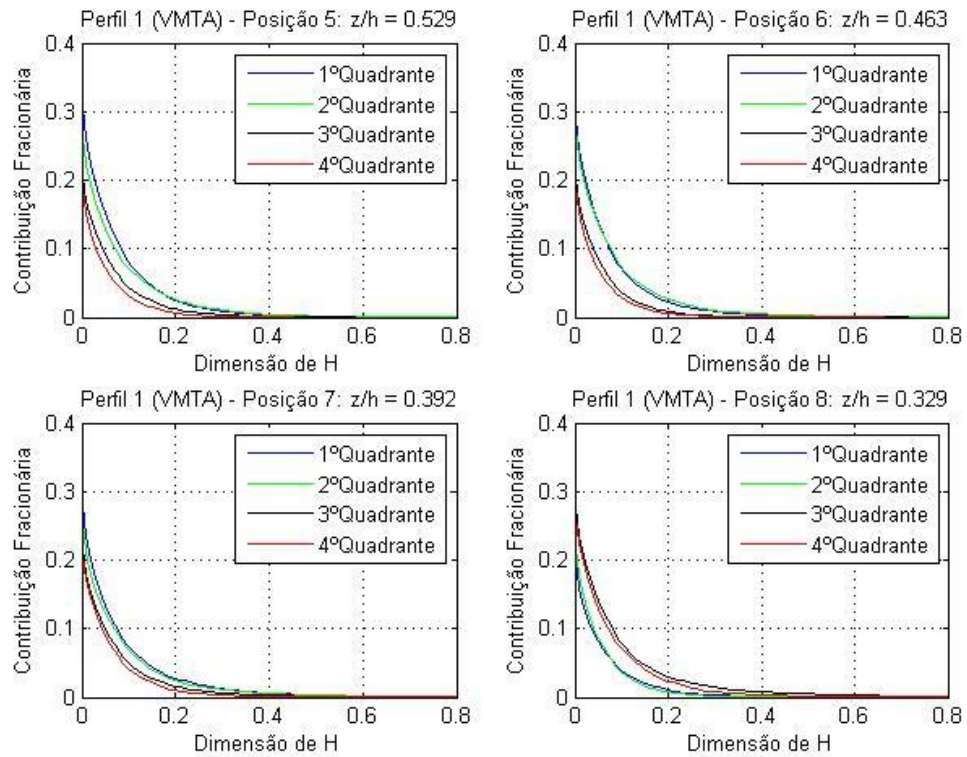 Perfil 1 (VMTA) - Posição 5: z/h = 0.529
0.4
0.3
0.2
0.1
0
Contribuição Fracionária
1ºQuadrante
2ºQuadrante
3ºQuadrante
4ºQuadrante
0 0.2 0.4 0.6 0.8
Dimensão de H
Perfil 1 (VMTA) - Posição 6: z/h = 0.463
0.4
0.3
0.2
0.1
0
Contribuição Fracionária
1ºQuadrante
2ºQuadrante
3ºQuadrante
4ºQuadrante
0 0.2 0.4 0.6 0.8
Dimensão de H
Perfil 1 (VMTA) - Posição 7: z/h = 0.392
0.4
0.3
0.2
0.1
0
Contribuição Fracionária
1ºQuadrante
2ºQuadrante
3ºQuadrante
4ºQuadrante
0 0.2 0.4 0.6 0.8
Dimensão de H
Perfil 1 (VMTA) - Posição 8: z/h = 0.329
0.4
0.3
0.2
0.1
0
Contribuição Fracionária
1ºQuadrante
2ºQuadrante
3ºQuadrante
4ºQuadrante
0 0.2 0.4 0.6 0.8
Dimensão de H